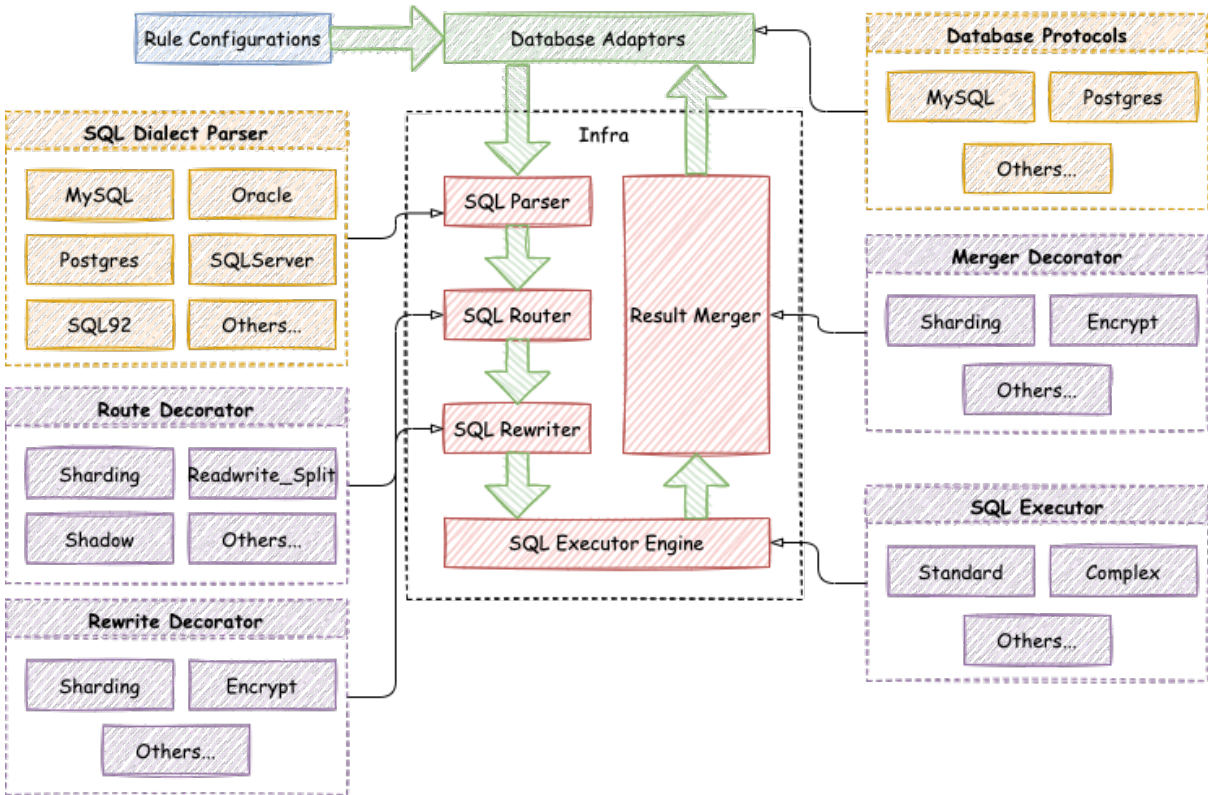 Rule Configurations
Database Adaptors
Database Protocols
MySQL
Postgres
Others...
SQL Dialect Parser
MySQL
Oracle
Postgres
SQLServer
SQL92
Others...
Infra
SQL Parser
SQL Router
SQL Rewriter
Result Merger
SQL Executor Engine
Merger Decorator
Sharding
Encrypt
Others...
Route Decorator
Sharding
Readwrite_Split
Shadow
Others...
SQL Executor
Standard
Complex
Others...
Rewrite Decorator
Sharding
Encrypt
Others...